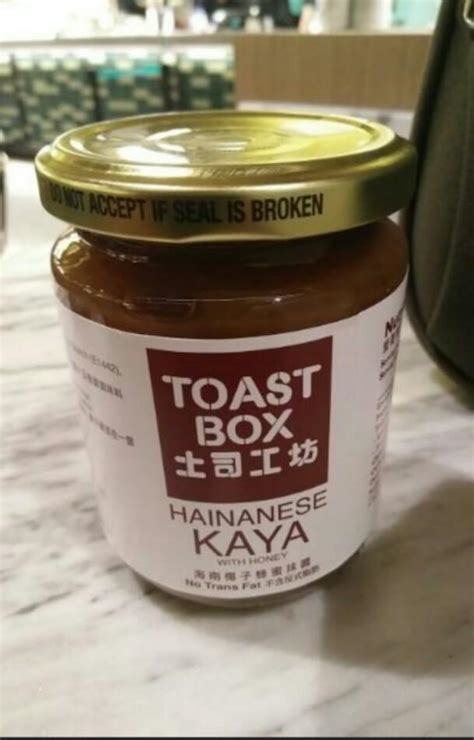 DO NOT ACCEPT IF SEAL IS BROKEN
(E1442),
TOAST
BOX
土司工坊
HAINANESE
KAYA
WITH HONEY
海南椰子蜂蜜抹醬
No Trans Fat 不含反式脂肪